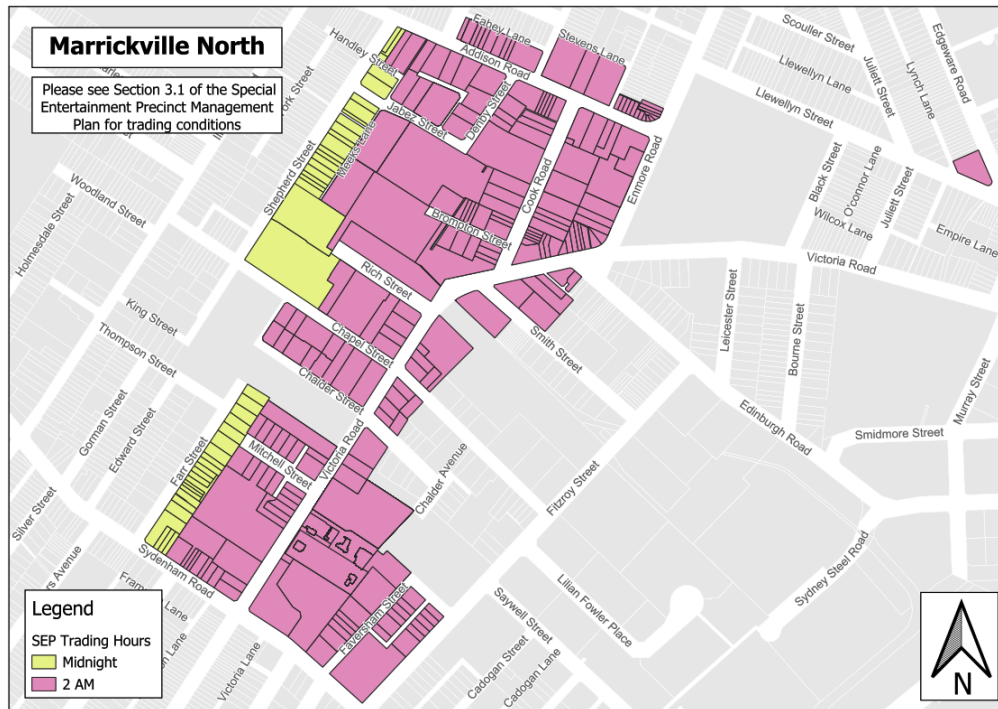 Marrickville North
Please see Section 3.1 of the Special
Entertainment Precinct Management
Plan for trading conditions
Handley Street
Fahey Lane
Addison Road
Stevens Lane
Scouller Street
Juliett Street
Edgeware Road
Lynch Lane
Llewellyn Lane
Llewellyn Street
Denby Street
Jabez Street
Meeks Lane
Shepherd Street
Cook Road
Enmore Road
Black Street
O'connor Lane
Juliett Street
Wilcox Lane
Empire Lane
Woodland Street
Holmesdale Street
Brompton Street
Victoria Road
Rich Street
King Street
Thompson Street
Chapel Street
Chalder Street
Smith Street
Leicester Street
Bourne Street
Murray Street
Edinburgh Road
Smidmore Street
Gorman Street
Edward Street
Farr Street
Mitchell Street
Victoria Road
Chalder Avenue
Fitzroy Street
Silver Street
Sydenham Road
Sydney Steel Road
Lilian Fowler Place
Faversham Street
Saywell Street
Cadogan Street
Cadogan Lane
Victoria Lane
Legend
SEP Trading Hours
Midnight
2 AM
N